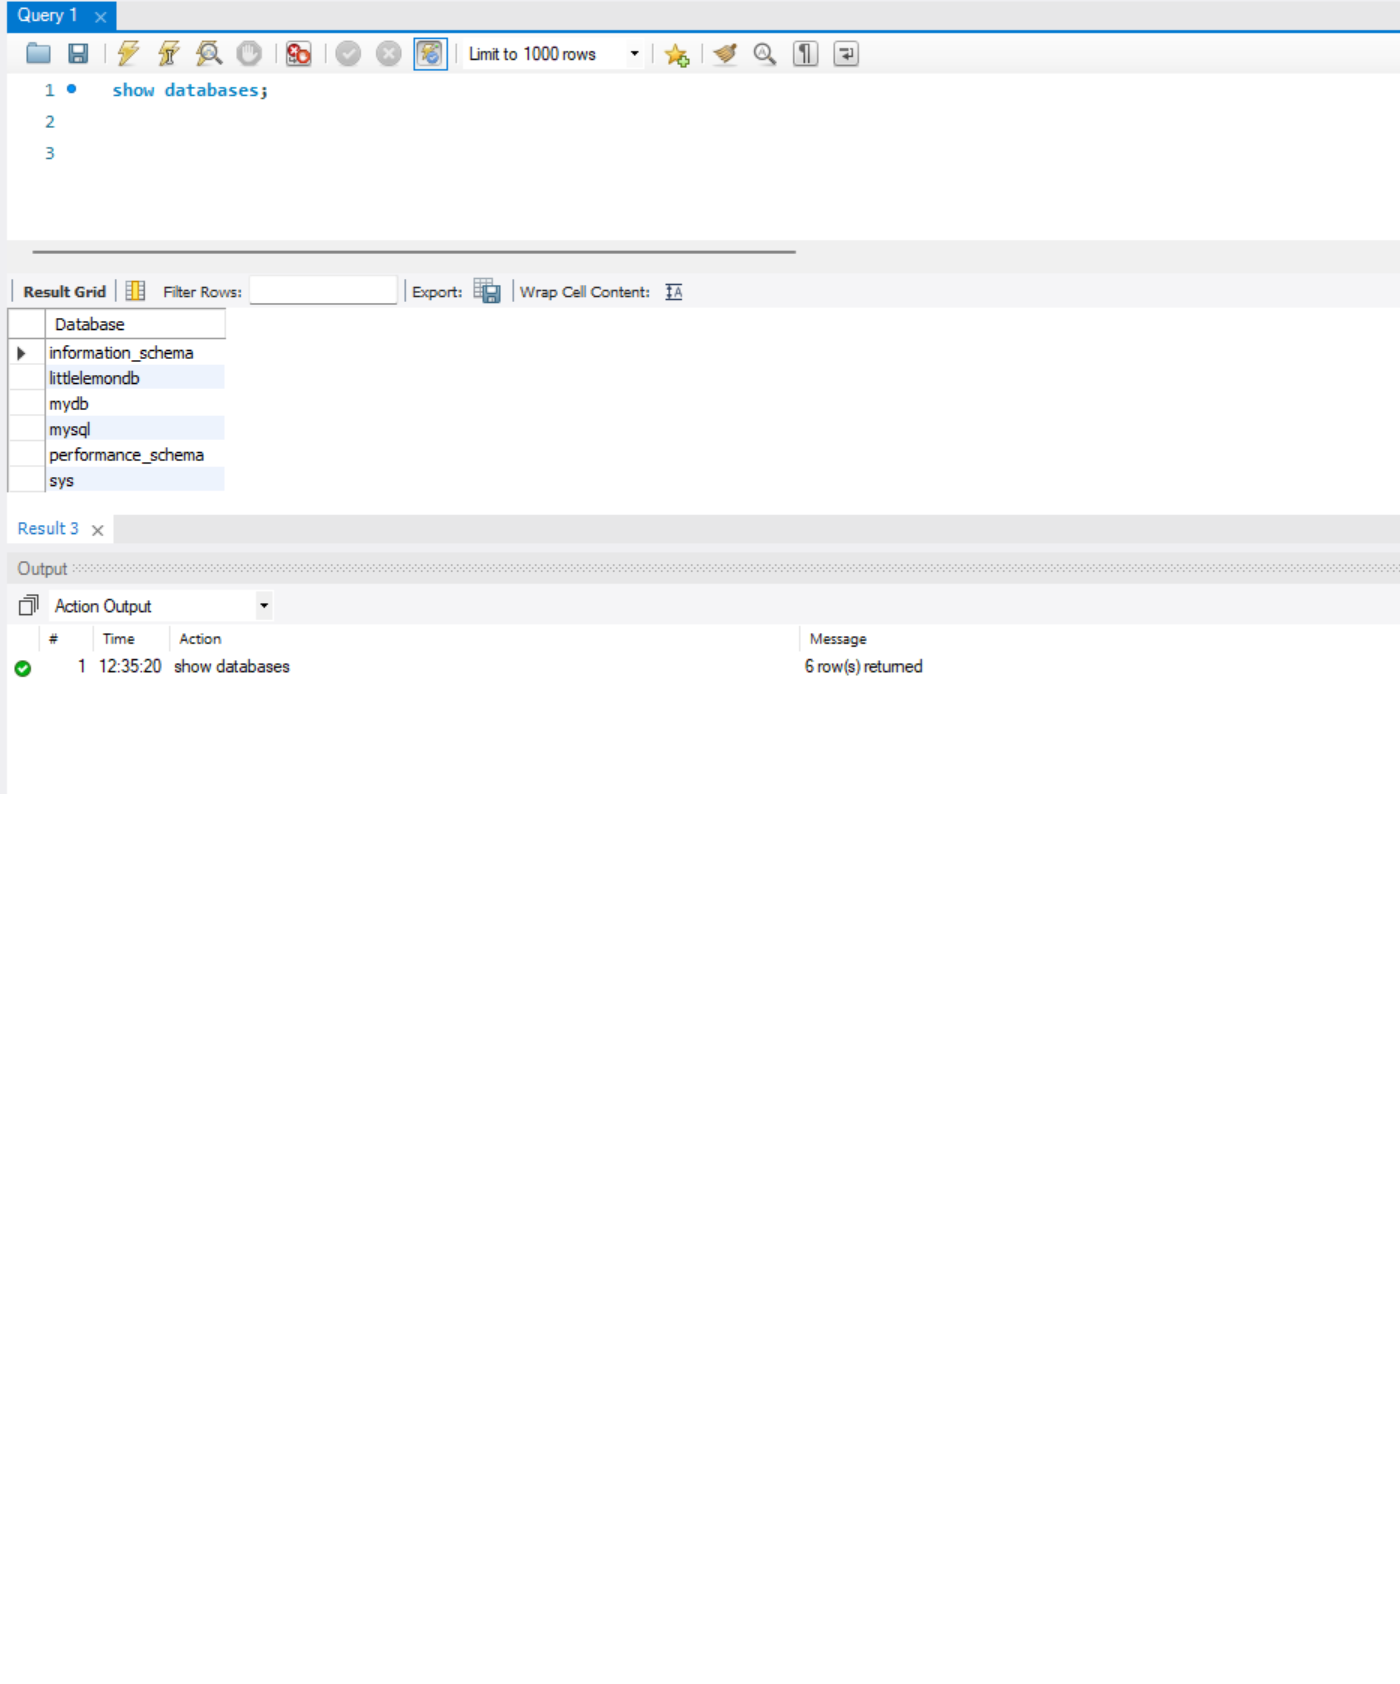 Query 1
Limit to 1000 rows
1 show databases;
2
3
Result Grid Filter Rows: Export: Wrap Cell Content:
Database
information_schema
littlelemondb
mydb
mysql
performance_schema
sys
Result 3
Output
Action Output
# Time Action Message
1 12:35:20 show databases 6 row(s) returned